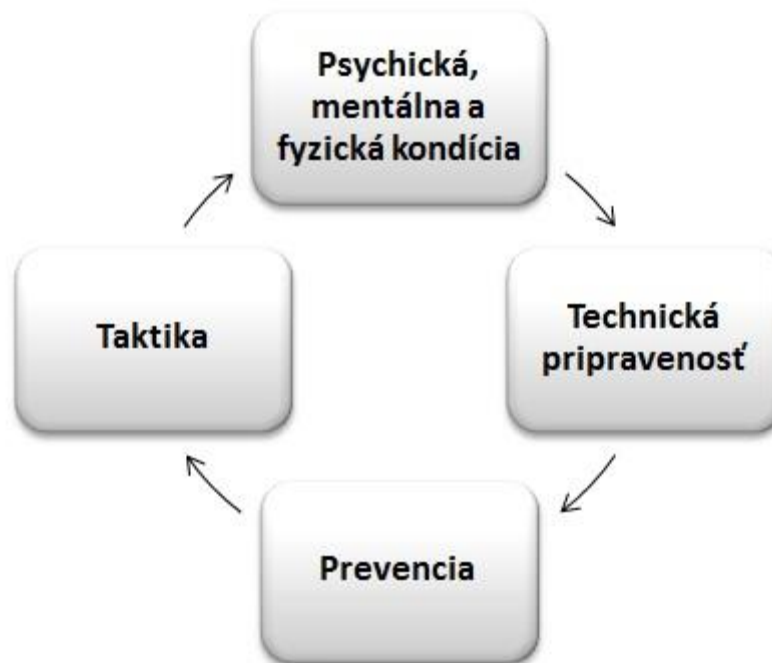 Psychická,
mentálna a
fyzická kondícia
Technická
pripravenosť
Prevencia
Taktika